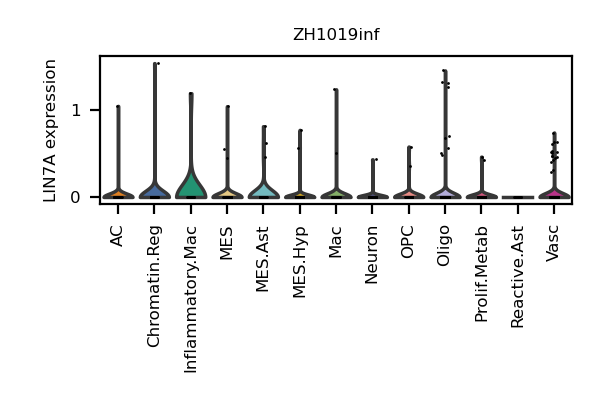 ZH1019inf
LIN7A expression
1
0
AC
Chromatin.Reg
Inflammatory.Mac
MES
MES.Ast
MES.Hyp
Mac
Neuron
OPC
Oligo
Prolif.Metab
Reactive.Ast
Vasc